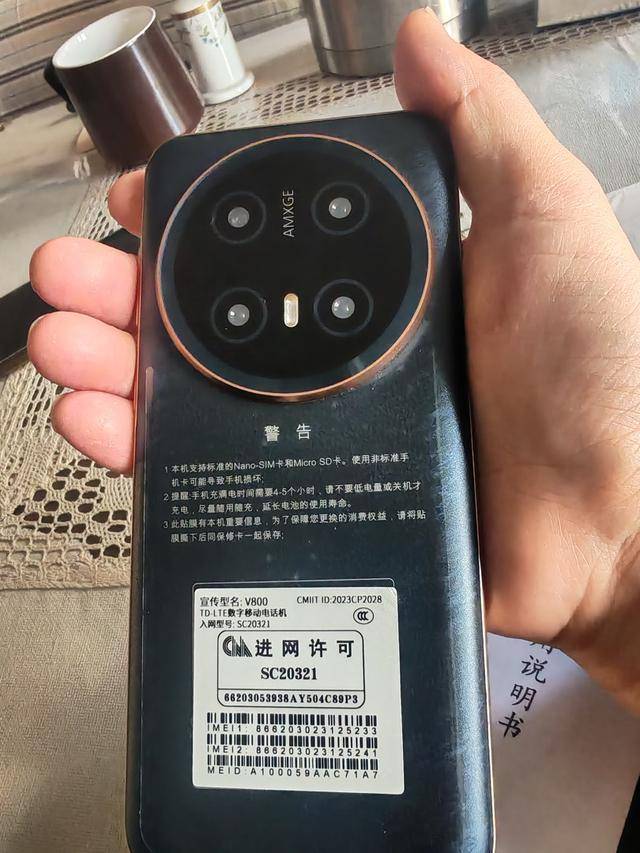 AMXGE
警告
1 本机支持标准的Nano-SIM卡和Micro SD卡。使用非标准手
机卡可能导致手机损坏;
2 提醒:手机充满电时间需要4-5个小时，请不要低电量或关机才
充电，尽量随用随充，延长电池的使用寿命。
3 此贴膜有本机重要信息，为了保障您更换的消费权益，请将贴
膜撕下后同保修卡一起保存;
宣传型名: V800 CMIIT ID:2023CP2028
TD-LTE数字移动电话机
入网型号: SC20321
CCC
CMA 进网许可
SC20321
66203053938AY504C89P3
IMEI1: 866203023125233
IMEI2: 866203023125241
MEID:A100059AAC71A7
说明书